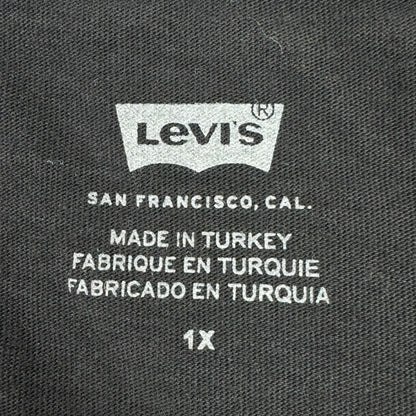 Levi's®
SAN FRANCISCO, CAL.
MADE IN TURKEY
FABRIQUE EN TURQUIE
FABRICADO EN TURQUIA
1X